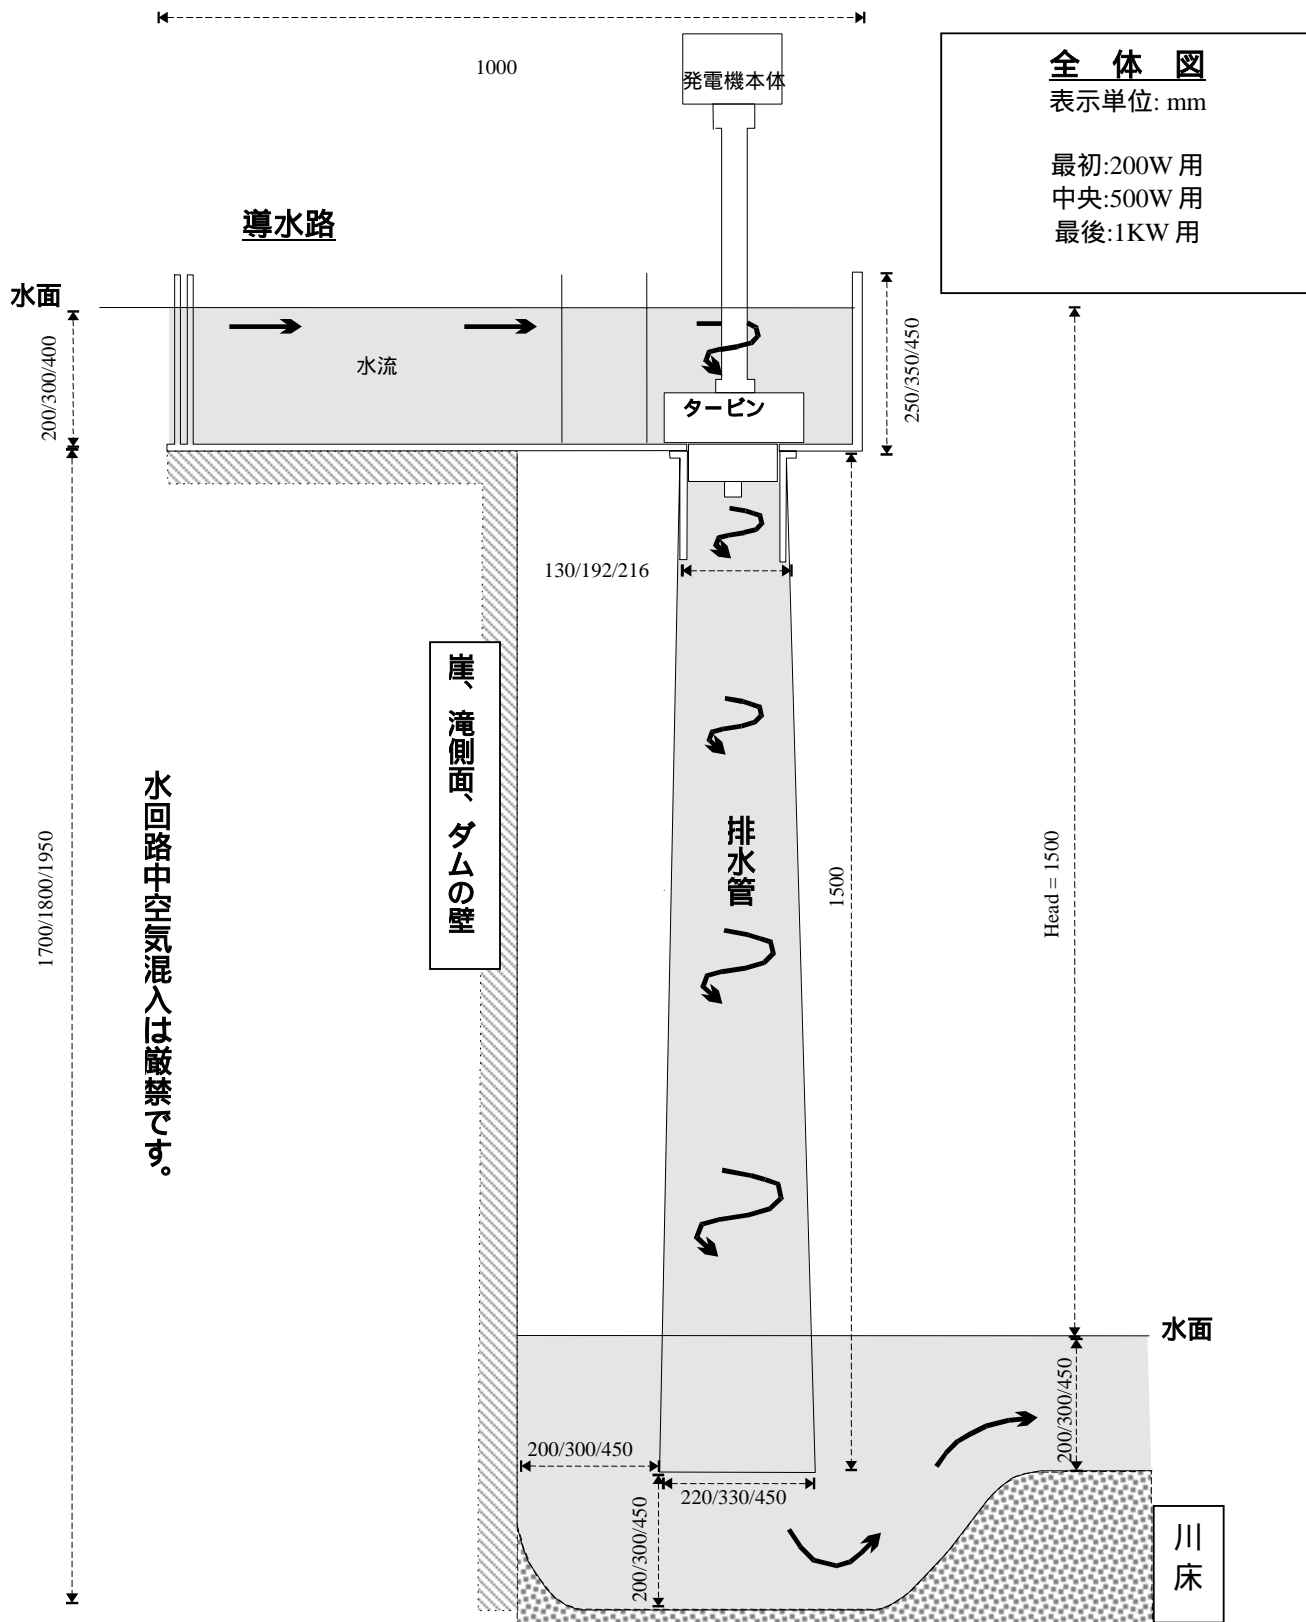 1000
発電機本体
全 体 図
表示単位: mm
最初:200W 用
中央:500W 用
最後:1KW 用
導水路
水面
水流
タービン
200/300/400
250/350/450
130/192/216
崖、滝側面、ダムの壁
水回路中空気混入は厳禁です。
1700/1800/1950
排水管
1500
Head = 1500
水面
200/300/450
200/300/450
220/330/450
200/300/450
川床